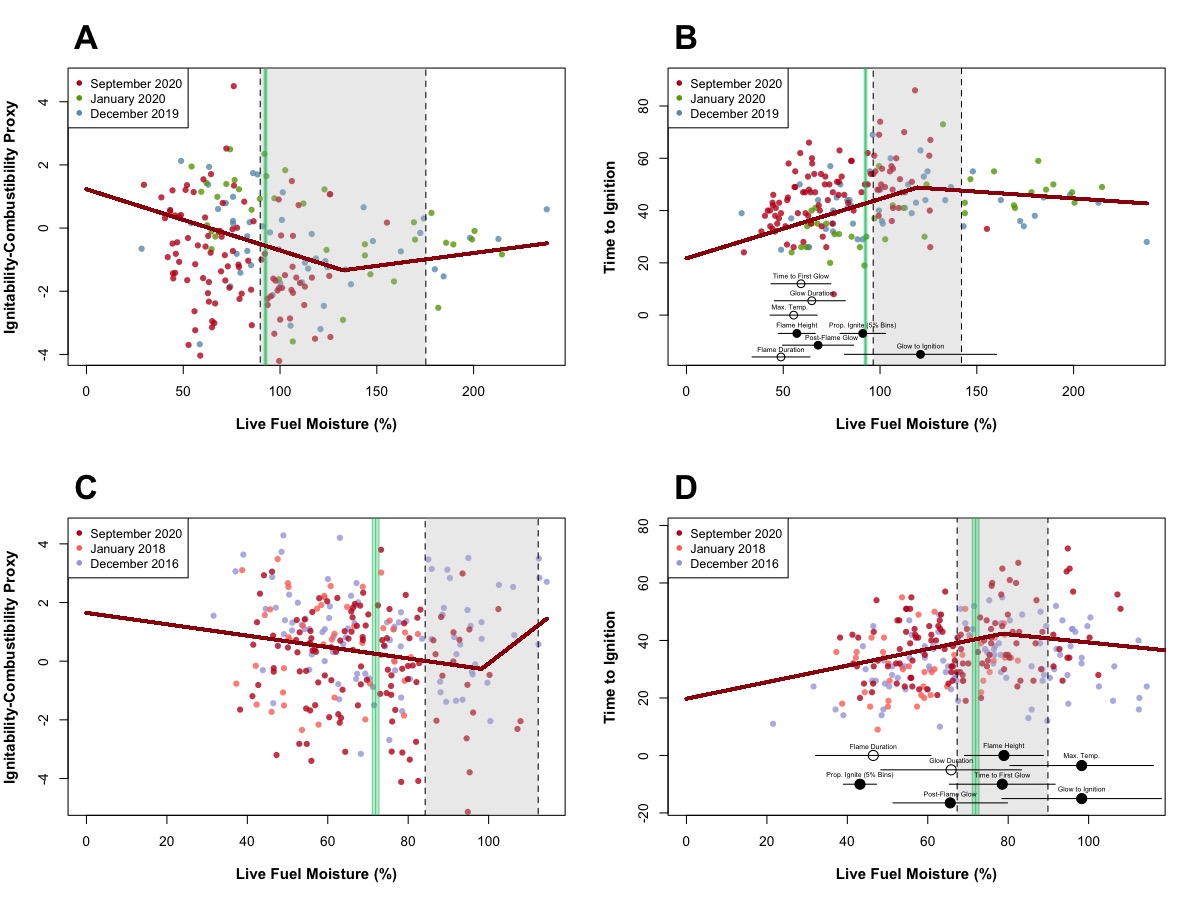 A
September 2020
January 2020
December 2019
Ignitability-Combustibility Proxy
4
2
0
-2
-4
0 50 100 150 200
Live Fuel Moisture (%)
B
September 2020
January 2020
December 2019
Time to Ignition
80
60
40
20
0
Time to First Glow
Glow Duration
Max. Temp.
Flame Height
Prop. Ignite (5% Bins)
Post-Flame Glow
Glow to Ignition
Flame Duration
0 50 100 150 200
Live Fuel Moisture (%)
C
September 2020
January 2018
December 2016
Ignitability-Combustibility Proxy
4
2
0
-2
-4
0 20 40 60 80 100
Live Fuel Moisture (%)
D
September 2020
January 2018
December 2016
Time to Ignition
80
60
40
20
0
-20
Flame Duration
Flame Height
Glow Duration
Max. Temp.
Prop. Ignite (5% Bins)
Time to First Glow
Post-Flame Glow
Glow to Ignition
0 20 40 60 80 100
Live Fuel Moisture (%)